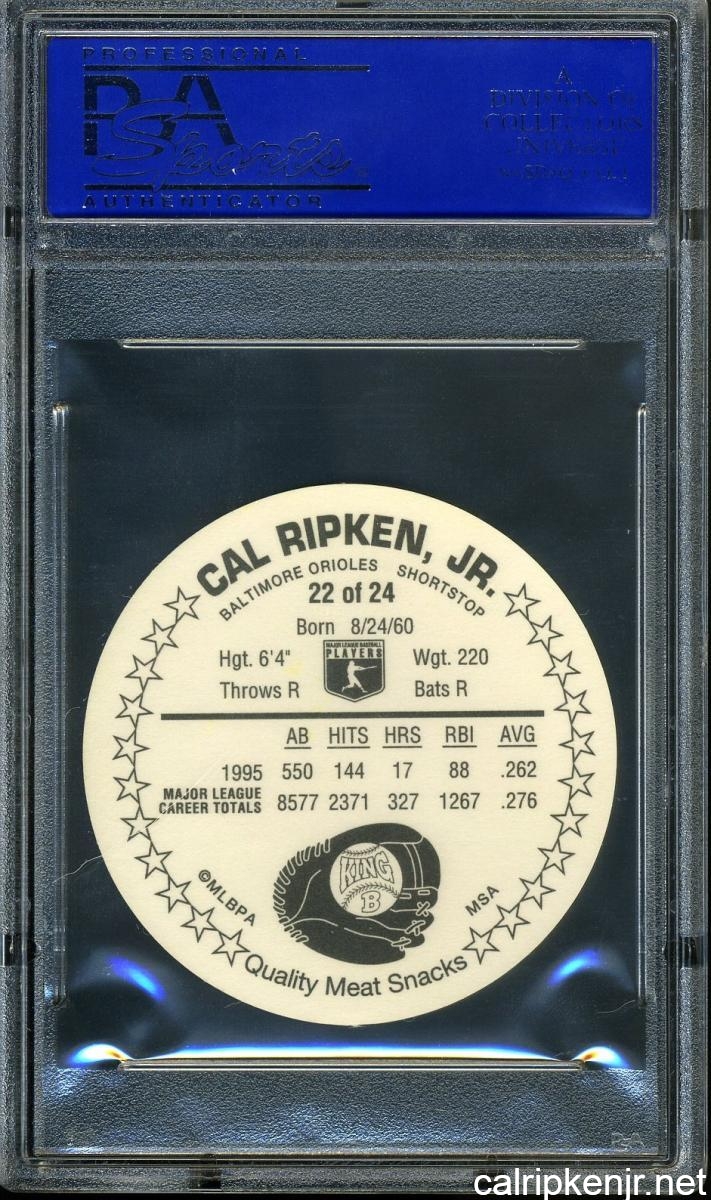 PROFESSIONAL
PSA
Sports
AUTHENTICATOR
A
DIVISION OF
COLLECTORS
UNIVERSE
CAL RIPKEN, JR.
BALTIMORE ORIOLES SHORTSTOP
22 of 24
Born 8/24/60
MAJOR LEAGUE BASEBALL
PLAYERS
Hgt. 6'4" Wgt. 220
Throws R Bats R
AB HITS HRS RBI AVG
1995 550 144 17 88 .262
MAJOR LEAGUE
CAREER TOTALS 8577 2371 327 1267 .276
KING
B
©MLBPA MSA
Quality Meat Snacks
PSA
calripkenjr.net